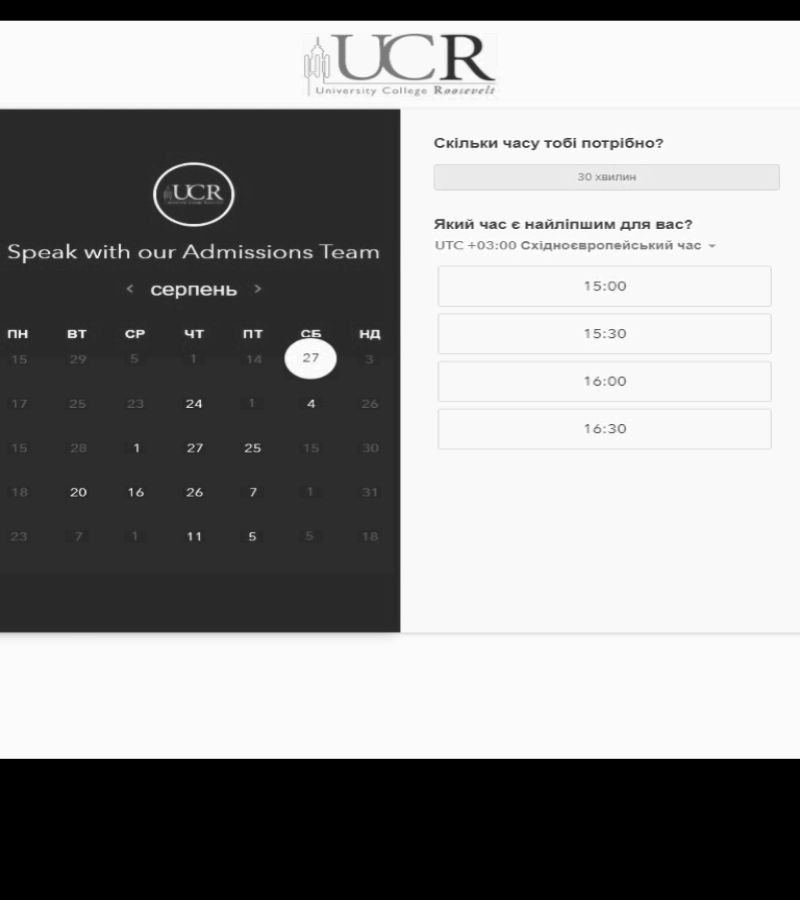 UCR
University College Roosevelt
UCR
Speak with our Admissions Team
< серпень >
ПН ВТ СР ЧТ ПТ СБ НД
15 29 5 1 14 27 3
17 25 23 24 1 4 26
15 28 1 27 25 15 30
18 20 16 26 7 1 31
23 7 1 11 5 5 18
Скільки часу тобі потрібно?
30 хвилин
Який час є найліпшим для вас?
UTC +03:00 Східноєвропейський час
15:00
15:30
16:00
16:30